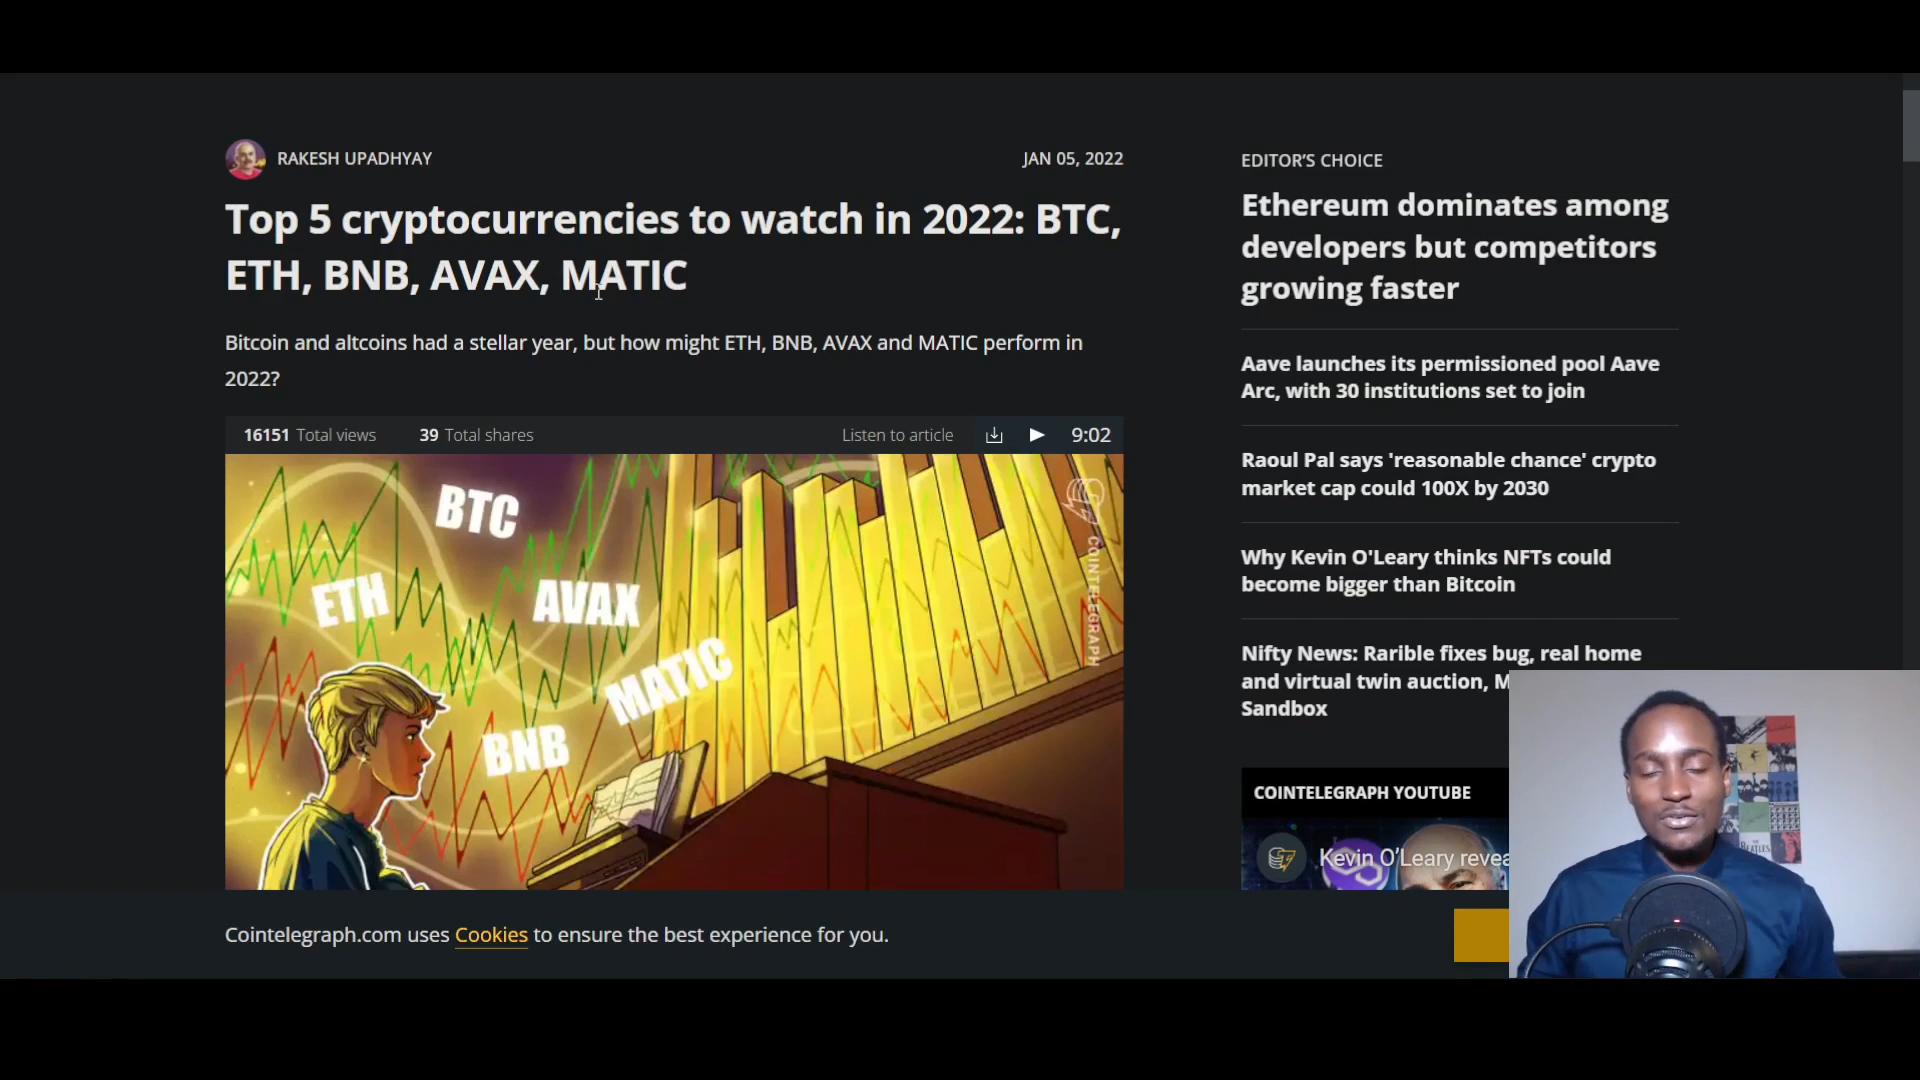 RAKESH UPADHYAY
JAN 05, 2022
Top 5 cryptocurrencies to watch in 2022: BTC,
ETH, BNB, AVAX, MATIC
Bitcoin and altcoins had a stellar year, but how might ETH, BNB, AVAX and MATIC perform in
2022?
16151 Total views
39 Total shares
Listen to article
9:02
BTC
ETH
AVAX
MATIC
BNB
COINTELEGRAPH
EDITOR'S CHOICE
Ethereum dominates among
developers but competitors
growing faster
Aave launches its permissioned pool Aave
Arc, with 30 institutions set to join
Raoul Pal says 'reasonable chance' crypto
market cap could 100X by 2030
Why Kevin O'Leary thinks NFTs could
become bigger than Bitcoin
Nifty News: Rarible fixes bug, real home
and virtual twin auction, M
Sandbox
COINTELEGRAPH YOUTUBE
Kevin O'Leary revea
THE
BEATLES
Cointelegraph.com uses Cookies to ensure the best experience for you.